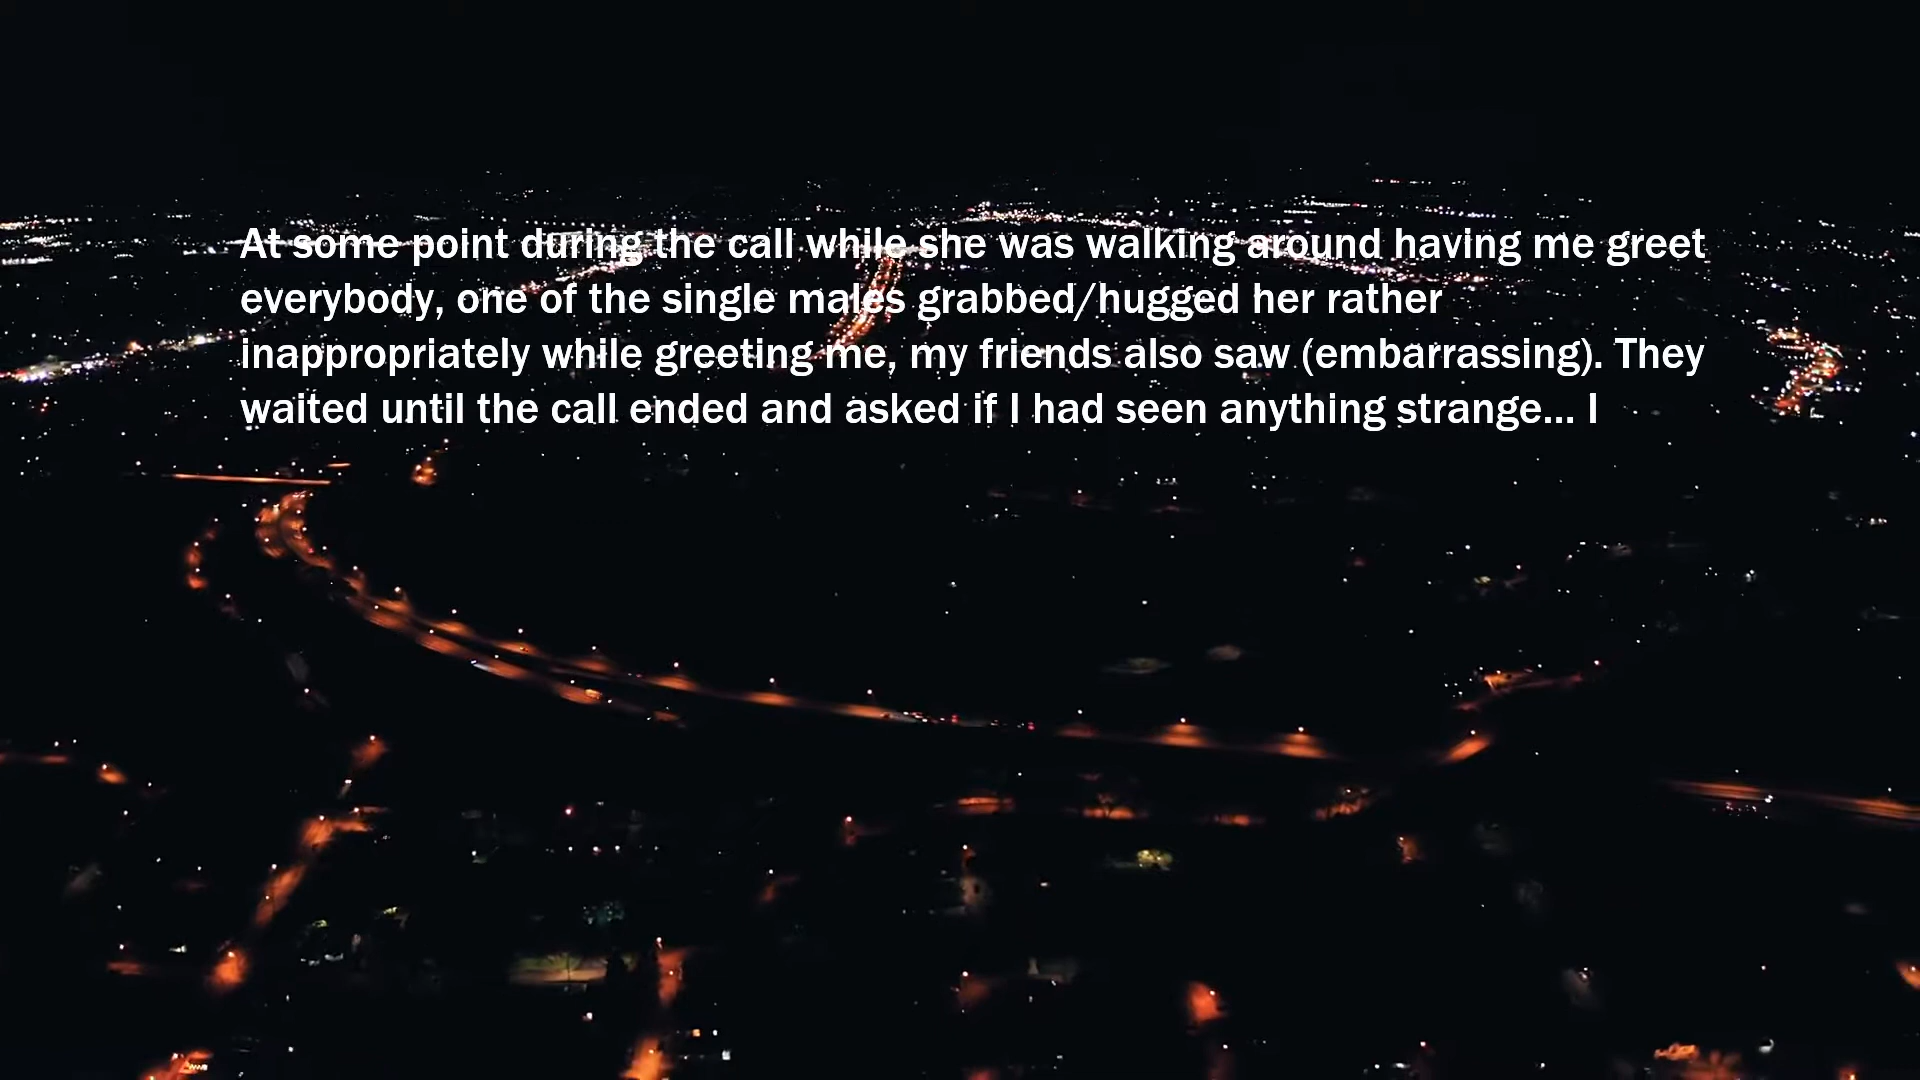 At some point during the call while she was walking around having me greet
everybody, one of the single males grabbed/hugged her rather
inappropriately while greeting me, my friends also saw (embarrassing). They
waited until the call ended and asked if I had seen anything strange... I